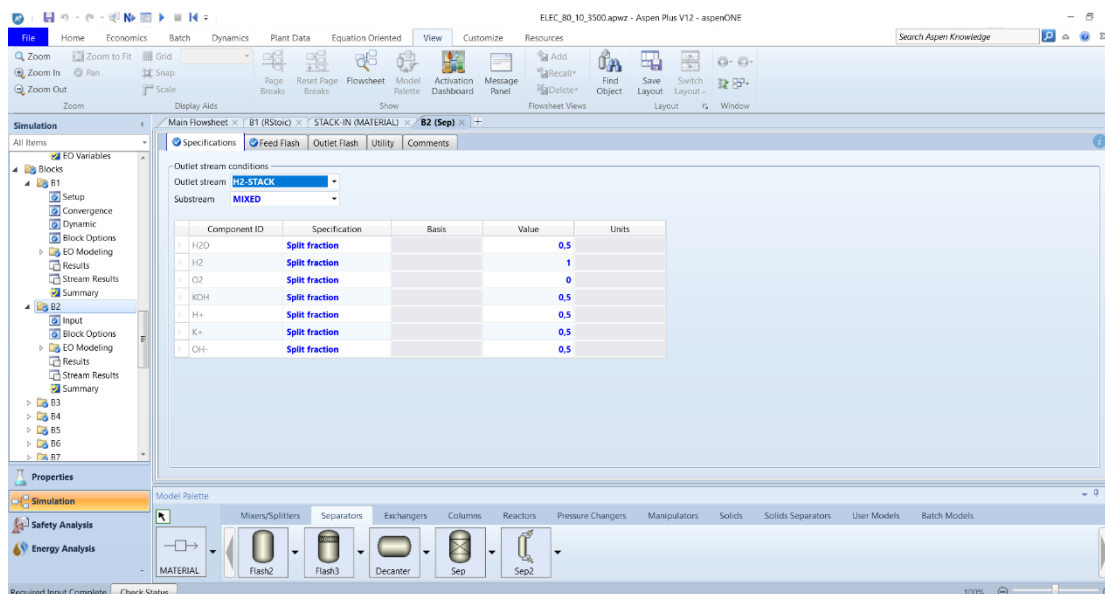 ELEC_80_10_3500.apwz - Aspen Plus V12 - aspenONE
File Home Economics Batch Dynamics Plant Data Equation Oriented View Customize Resources Search Aspen Knowledge
Zoom Zoom to Fit Grid Add
Zoom In Pan Snap Recall
Zoom Out Scale Page Breaks Reset Page Breaks Flowsheet Model Palette Activation Dashboard Message Panel Delete Find Object Save Layout Switch Layout
Zoom Display Aids Show Flowsheet Views Layout Window
Simulation Main Flowsheet B1 (RStoic) STACK-IN (MATERIAL) B2 (Sep) +
All Items Specifications Feed Flash Outlet Flash Utility Comments
EO Variables
Blocks
B1
Setup
Convergence
Dynamic
Block Options
EO Modeling
Results
Stream Results
Summary
B2
Input
Block Options
EO Modeling
Results
Stream Results
Summary
B3
B4
B5
B6
B7
Outlet stream conditions
Outlet stream H2-STACK
Substream MIXED
Component ID Specification Basis Value Units
H2O Split fraction 0,5
H2 Split fraction 1
O2 Split fraction 0
KOH Split fraction 0,5
H+ Split fraction 0,5
K+ Split fraction 0,5
OH- Split fraction 0,5
Properties
Simulation
Safety Analysis
Energy Analysis
Model Palette
Mixers/Splitters Separators Exchangers Columns Reactors Pressure Changers Manipulators Solids Solids Separators User Models Batch Models
MATERIAL Flash2 Flash3 Decanter Sep Sep2
Required Input Complete Check Status 100%